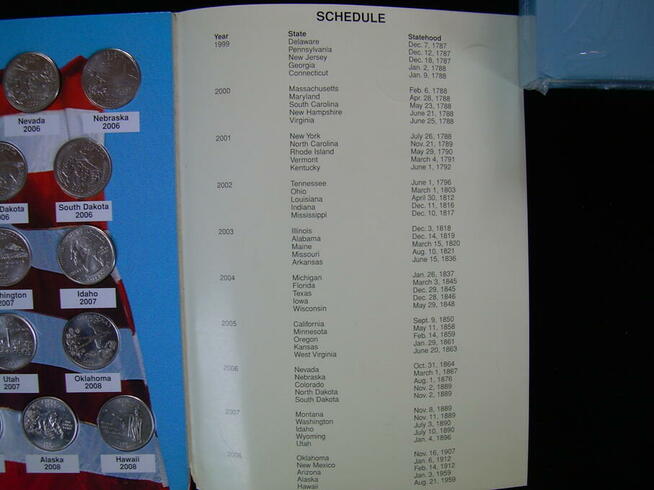 Nevada
2006
Nebraska
2006
Dakota
06
South Dakota
2006
hington
2007
Idaho
2007
Utah
2007
Oklahoma
2008
Alaska
2008
Hawaii
2008
SCHEDULE
Year State Statehood
1999 Delaware Dec. 7, 1787
Pennsylvania Dec. 12, 1787
New Jersey Dec. 18, 1787
Georgia Jan. 2, 1788
Connecticut Jan. 9, 1788
2000 Massachusetts Feb. 6, 1788
Maryland Apr. 28, 1788
South Carolina May 23, 1788
New Hampshire June 21, 1788
Virginia June 25, 1788
2001 New York July 26, 1788
North Carolina Nov. 21, 1789
Rhode Island May 29, 1790
Vermont March 4, 1791
Kentucky June 1, 1792
2002 Tennessee June 1, 1796
Ohio March 1, 1803
Louisiana April 30, 1812
Indiana Dec. 11, 1816
Mississippi Dec. 10, 1817
2003 Illinois Dec. 3, 1818
Alabama Dec. 14, 1819
Maine March 15, 1820
Missouri Aug. 10, 1821
Arkansas June 15, 1836
2004 Michigan Jan. 26, 1837
Florida March 3, 1845
Texas Dec. 29, 1845
Iowa Dec. 28, 1846
Wisconsin May 29, 1848
2005 California Sept. 9, 1850
Minnesota May 11, 1858
Oregon Feb. 14, 1859
Kansas Jan. 29, 1861
West Virginia June 20, 1863
2006 Nevada Oct. 31, 1864
Nebraska March 1, 1867
Colorado Aug. 1, 1876
North Dakota Nov. 2, 1889
South Dakota Nov. 2, 1889
2007 Montana Nov. 8, 1889
Washington Nov. 11, 1889
Idaho July 3, 1890
Wyoming July 10, 1890
Utah Jan. 4, 1896
2008 Oklahoma Nov. 16, 1907
New Mexico Jan. 6, 1912
Arizona Feb. 14, 1912
Alaska Jan. 3, 1959
Hawaii Aug. 21, 1959